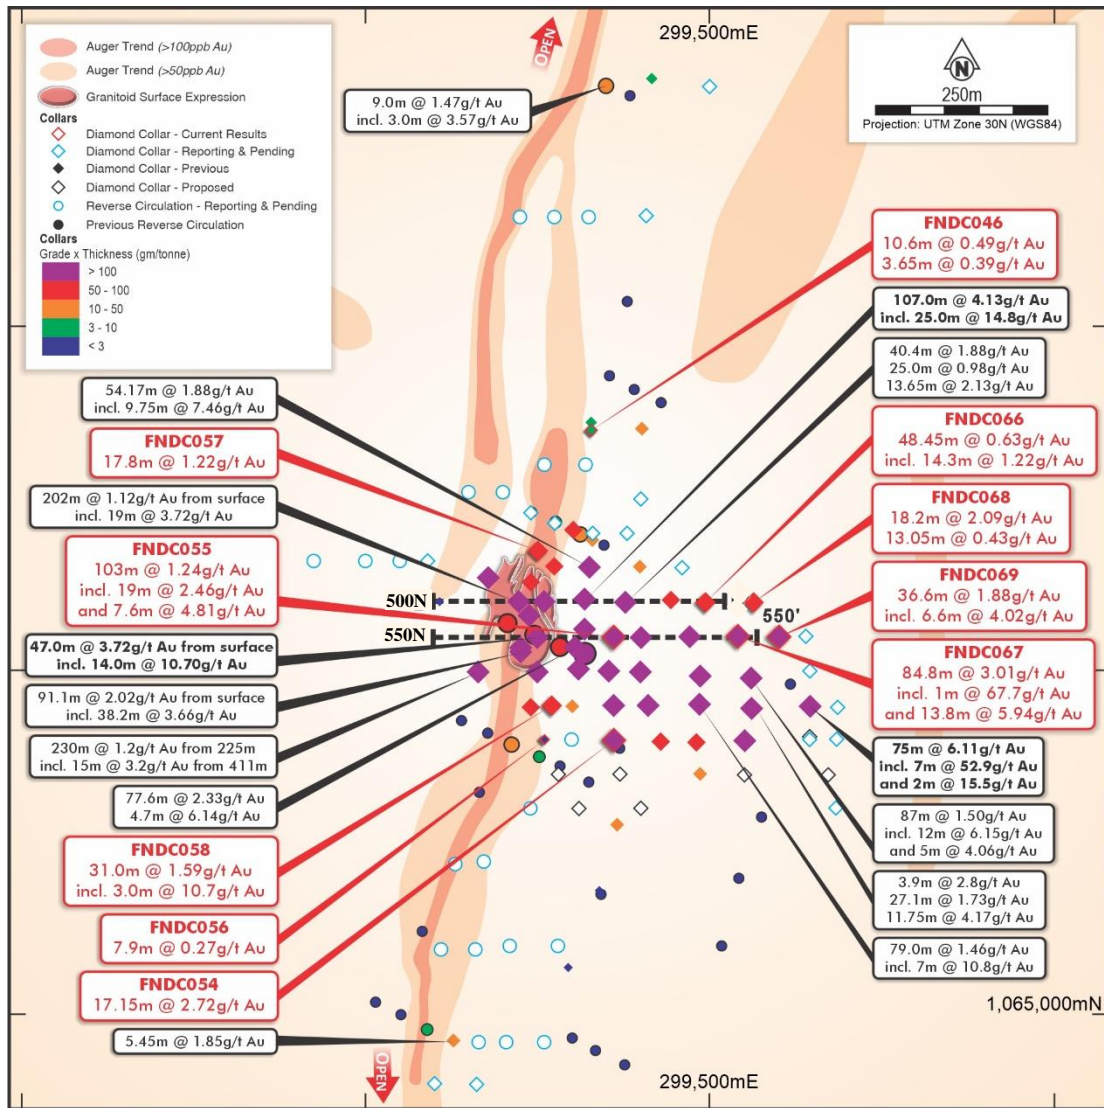 299,500mE
OPEN
N
250m
Projection: UTM Zone 30N (WGS84)
Auger Trend (>100ppb Au)
Auger Trend (>50ppb Au)
Granitoid Surface Expression
Collars
Diamond Collar - Current Results
Diamond Collar - Reporting & Pending
Diamond Collar - Previous
Diamond Collar - Proposed
Reverse Circulation - Reporting & Pending
Previous Reverse Circulation
Collars
Grade x Thickness (gm/tonne)
> 100
50 - 100
10 - 50
3 - 10
< 3
9.0m @ 1.47g/t Au
incl. 3.0m @ 3.57g/t Au
54.17m @ 1.88g/t Au
incl. 9.75m @ 7.46g/t Au
FNDC057
17.8m @ 1.22g/t Au
202m @ 1.12g/t Au from surface
incl. 19m @ 3.72g/t Au
FNDC055
103m @ 1.24g/t Au
incl. 19m @ 2.46g/t Au
and 7.6m @ 4.81g/t Au
47.0m @ 3.72g/t Au from surface
incl. 14.0m @ 10.70g/t Au
91.1m @ 2.02g/t Au from surface
incl. 38.2m @ 3.66g/t Au
230m @ 1.2g/t Au from 225m
incl. 15m @ 3.2g/t Au from 411m
77.6m @ 2.33g/t Au
4.7m @ 6.14g/t Au
FNDC058
31.0m @ 1.59g/t Au
incl. 3.0m @ 10.7g/t Au
FNDC056
7.9m @ 0.27g/t Au
FNDC054
17.15m @ 2.72g/t Au
5.45m @ 1.85g/t Au
500N
550N
550'
FNDC046
10.6m @ 0.49g/t Au
3.65m @ 0.39g/t Au
107.0m @ 4.13g/t Au
incl. 25.0m @ 14.8g/t Au
40.4m @ 1.88g/t Au
25.0m @ 0.98g/t Au
13.65m @ 2.13g/t Au
FNDC066
48.45m @ 0.63g/t Au
incl. 14.3m @ 1.22g/t Au
FNDC068
18.2m @ 2.09g/t Au
13.05m @ 0.43g/t Au
FNDC069
36.6m @ 1.88g/t Au
incl. 6.6m @ 4.02g/t Au
FNDC067
84.8m @ 3.01g/t Au
incl. 1m @ 67.7g/t Au
and 13.8m @ 5.94g/t Au
75m @ 6.11g/t Au
incl. 7m @ 52.9g/t Au
and 2m @ 15.5g/t Au
87m @ 1.50g/t Au
incl. 12m @ 6.15g/t Au
and 5m @ 4.06g/t Au
3.9m @ 2.8g/t Au
27.1m @ 1.73g/t Au
11.75m @ 4.17g/t Au
79.0m @ 1.46g/t Au
incl. 7m @ 10.8g/t Au
1,065,000mN
OPEN
299,500mE